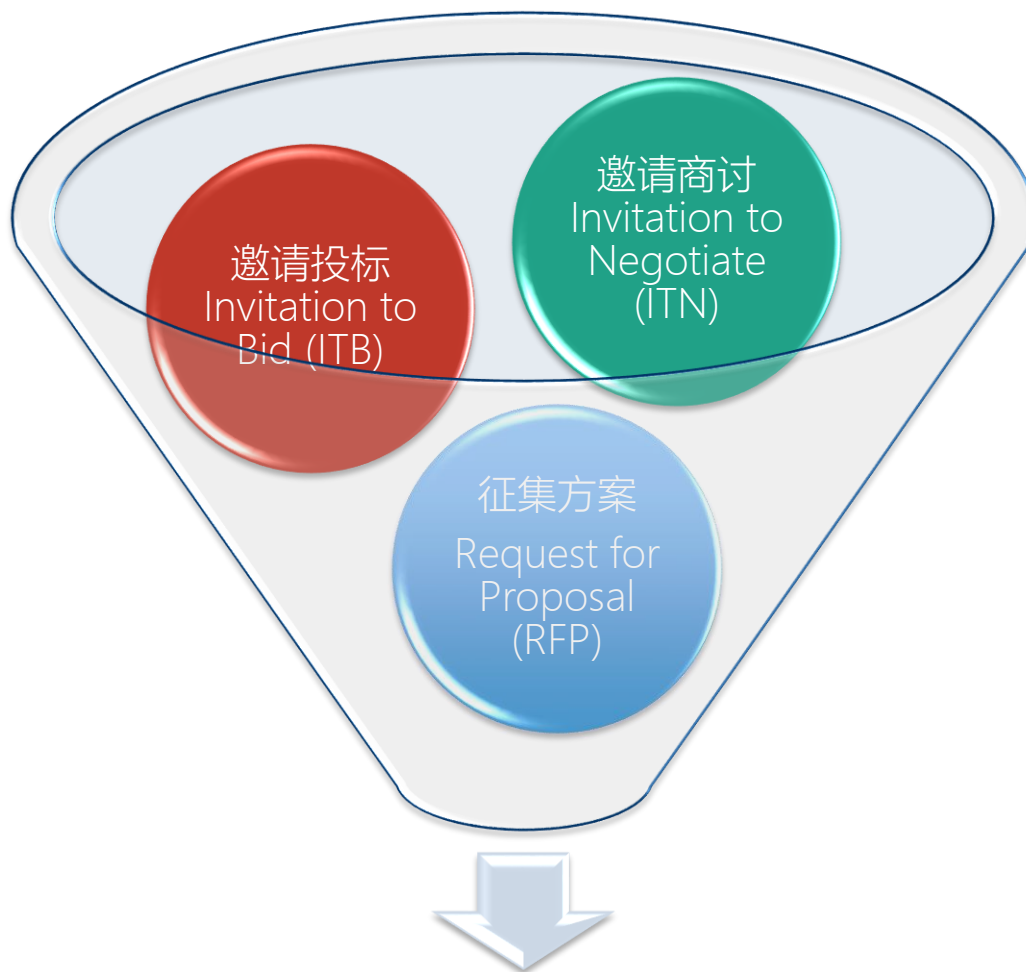 邀请投标
Invitation to
Bid (ITB)
邀请商讨
Invitation to
Negotiate
(ITN)
征集方案
Request for
Proposal
(RFP)